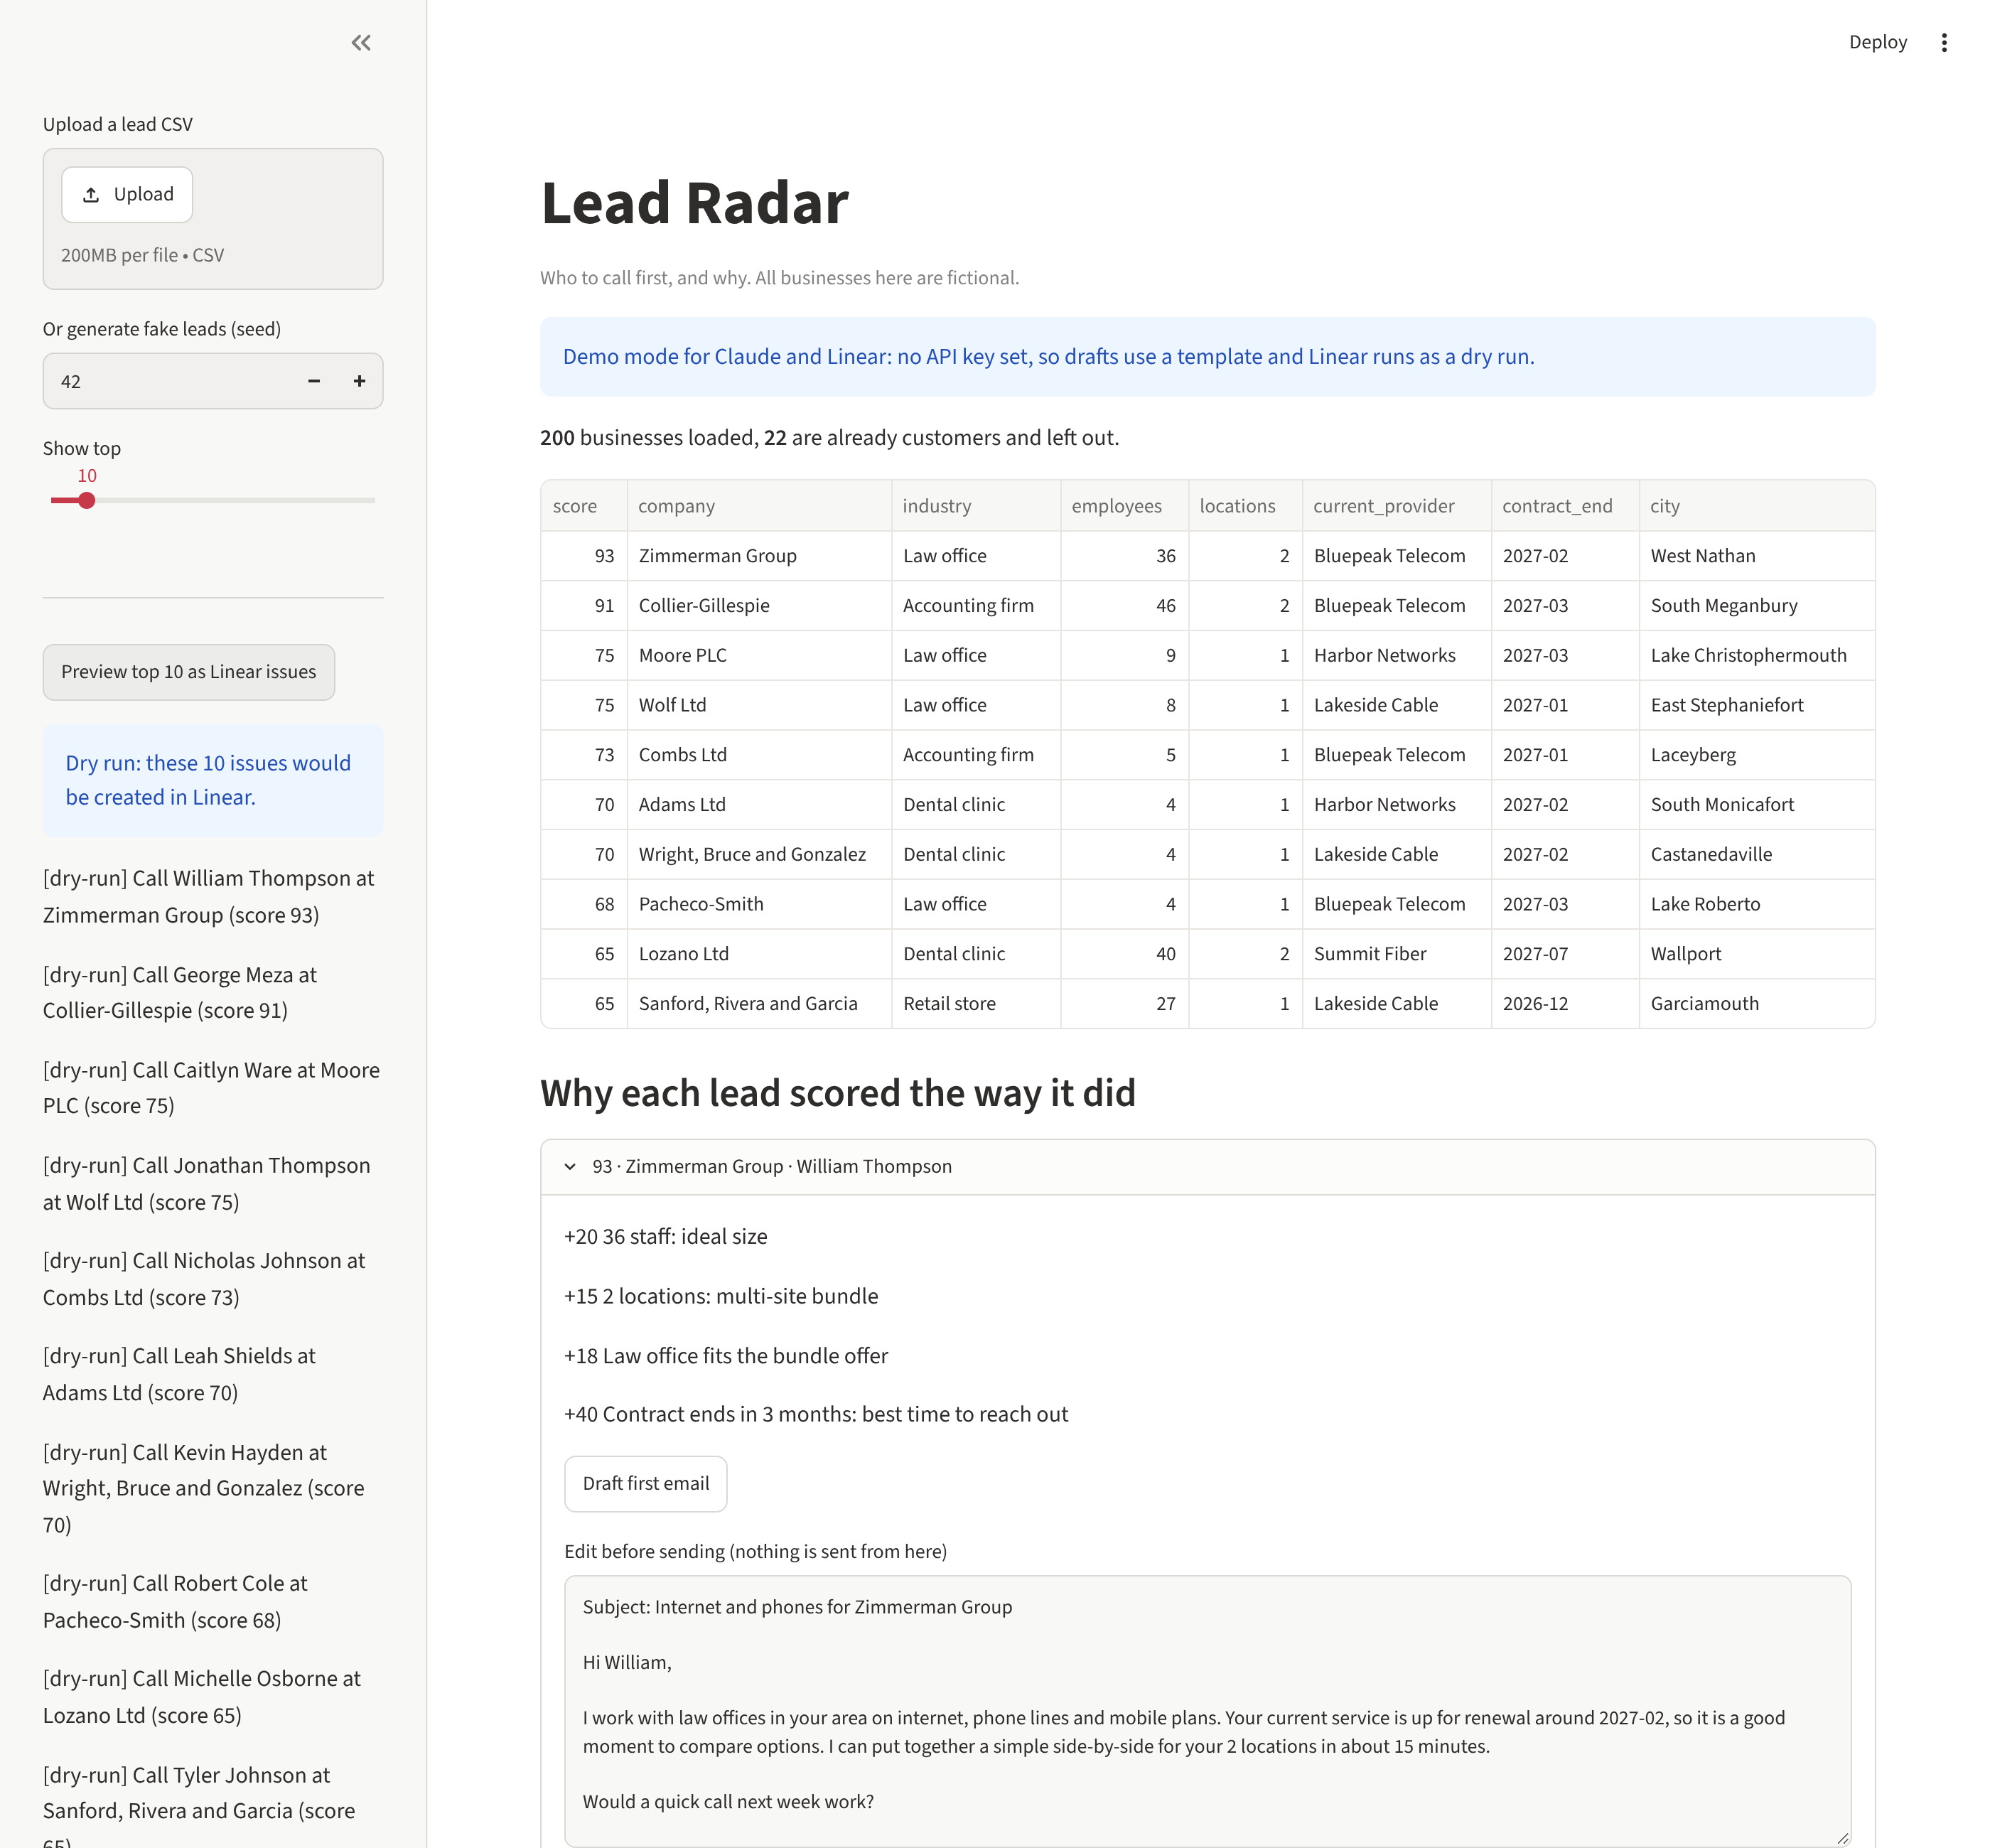 Upload a lead CSV
Upload
200MB per file • CSV
Or generate fake leads (seed)
42
Show top
10
Preview top 10 as Linear issues
Dry run: these 10 issues would
be created in Linear.
[dry-run] Call William Thompson at
Zimmerman Group (score 93)
[dry-run] Call George Meza at
Collier-Gillespie (score 91)
[dry-run] Call Caitlyn Ware at Moore
PLC (score 75)
[dry-run] Call Jonathan Thompson
at Wolf Ltd (score 75)
[dry-run] Call Nicholas Johnson at
Combs Ltd (score 73)
[dry-run] Call Leah Shields at
Adams Ltd (score 70)
[dry-run] Call Kevin Hayden at
Wright, Bruce and Gonzalez (score
70)
[dry-run] Call Robert Cole at
Pacheco-Smith (score 68)
[dry-run] Call Michelle Osborne at
Lozano Ltd (score 65)
[dry-run] Call Tyler Johnson at
Sanford, Rivera and Garcia (score
65)
Deploy
Lead Radar
Who to call first, and why. All businesses here are fictional.
Demo mode for Claude and Linear: no API key set, so drafts use a template and Linear runs as a dry run.
200 businesses loaded, 22 are already customers and left out.
score company industry employees locations current_provider contract_end city
93 Zimmerman Group Law office 36 2 Bluepeak Telecom 2027-02 West Nathan
91 Collier-Gillespie Accounting firm 46 2 Bluepeak Telecom 2027-03 South Meganbury
75 Moore PLC Law office 9 1 Harbor Networks 2027-03 Lake Christophermouth
75 Wolf Ltd Law office 8 1 Lakeside Cable 2027-01 East Stephaniefort
73 Combs Ltd Accounting firm 5 1 Bluepeak Telecom 2027-01 Laceyberg
70 Adams Ltd Dental clinic 4 1 Harbor Networks 2027-02 South Monicafort
70 Wright, Bruce and Gonzalez Dental clinic 4 1 Lakeside Cable 2027-02 Castanedaville
68 Pacheco-Smith Law office 4 1 Bluepeak Telecom 2027-03 Lake Roberto
65 Lozano Ltd Dental clinic 40 2 Summit Fiber 2027-07 Wallport
65 Sanford, Rivera and Garcia Retail store 27 1 Lakeside Cable 2026-12 Garciamouth
Why each lead scored the way it did
93 · Zimmerman Group · William Thompson
+20 36 staff: ideal size
+15 2 locations: multi-site bundle
+18 Law office fits the bundle offer
+40 Contract ends in 3 months: best time to reach out
Draft first email
Edit before sending (nothing is sent from here)
Subject: Internet and phones for Zimmerman Group
Hi William,
I work with law offices in your area on internet, phone lines and mobile plans. Your current service is up for renewal around 2027-02, so it is a good
moment to compare options. I can put together a simple side-by-side for your 2 locations in about 15 minutes.
Would a quick call next week work?